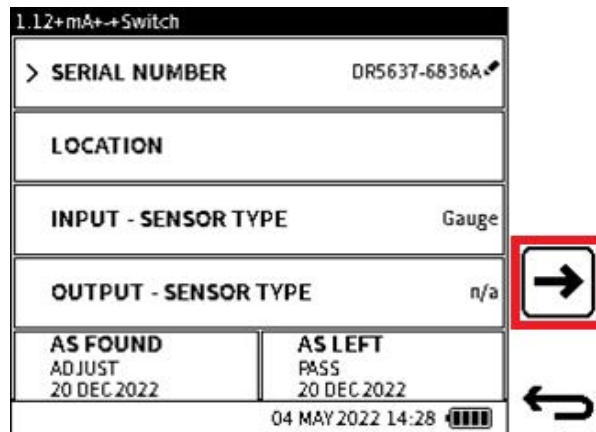 1.12+mA+-+Switch
> SERIAL NUMBER DR5637-6836A
LOCATION
INPUT - SENSOR TYPE Gauge
OUTPUT - SENSOR TYPE n/a
AS FOUND AS LEFT
ADJUST PASS
20 DEC 2022 20 DEC 2022
04 MAY 2022 14:28